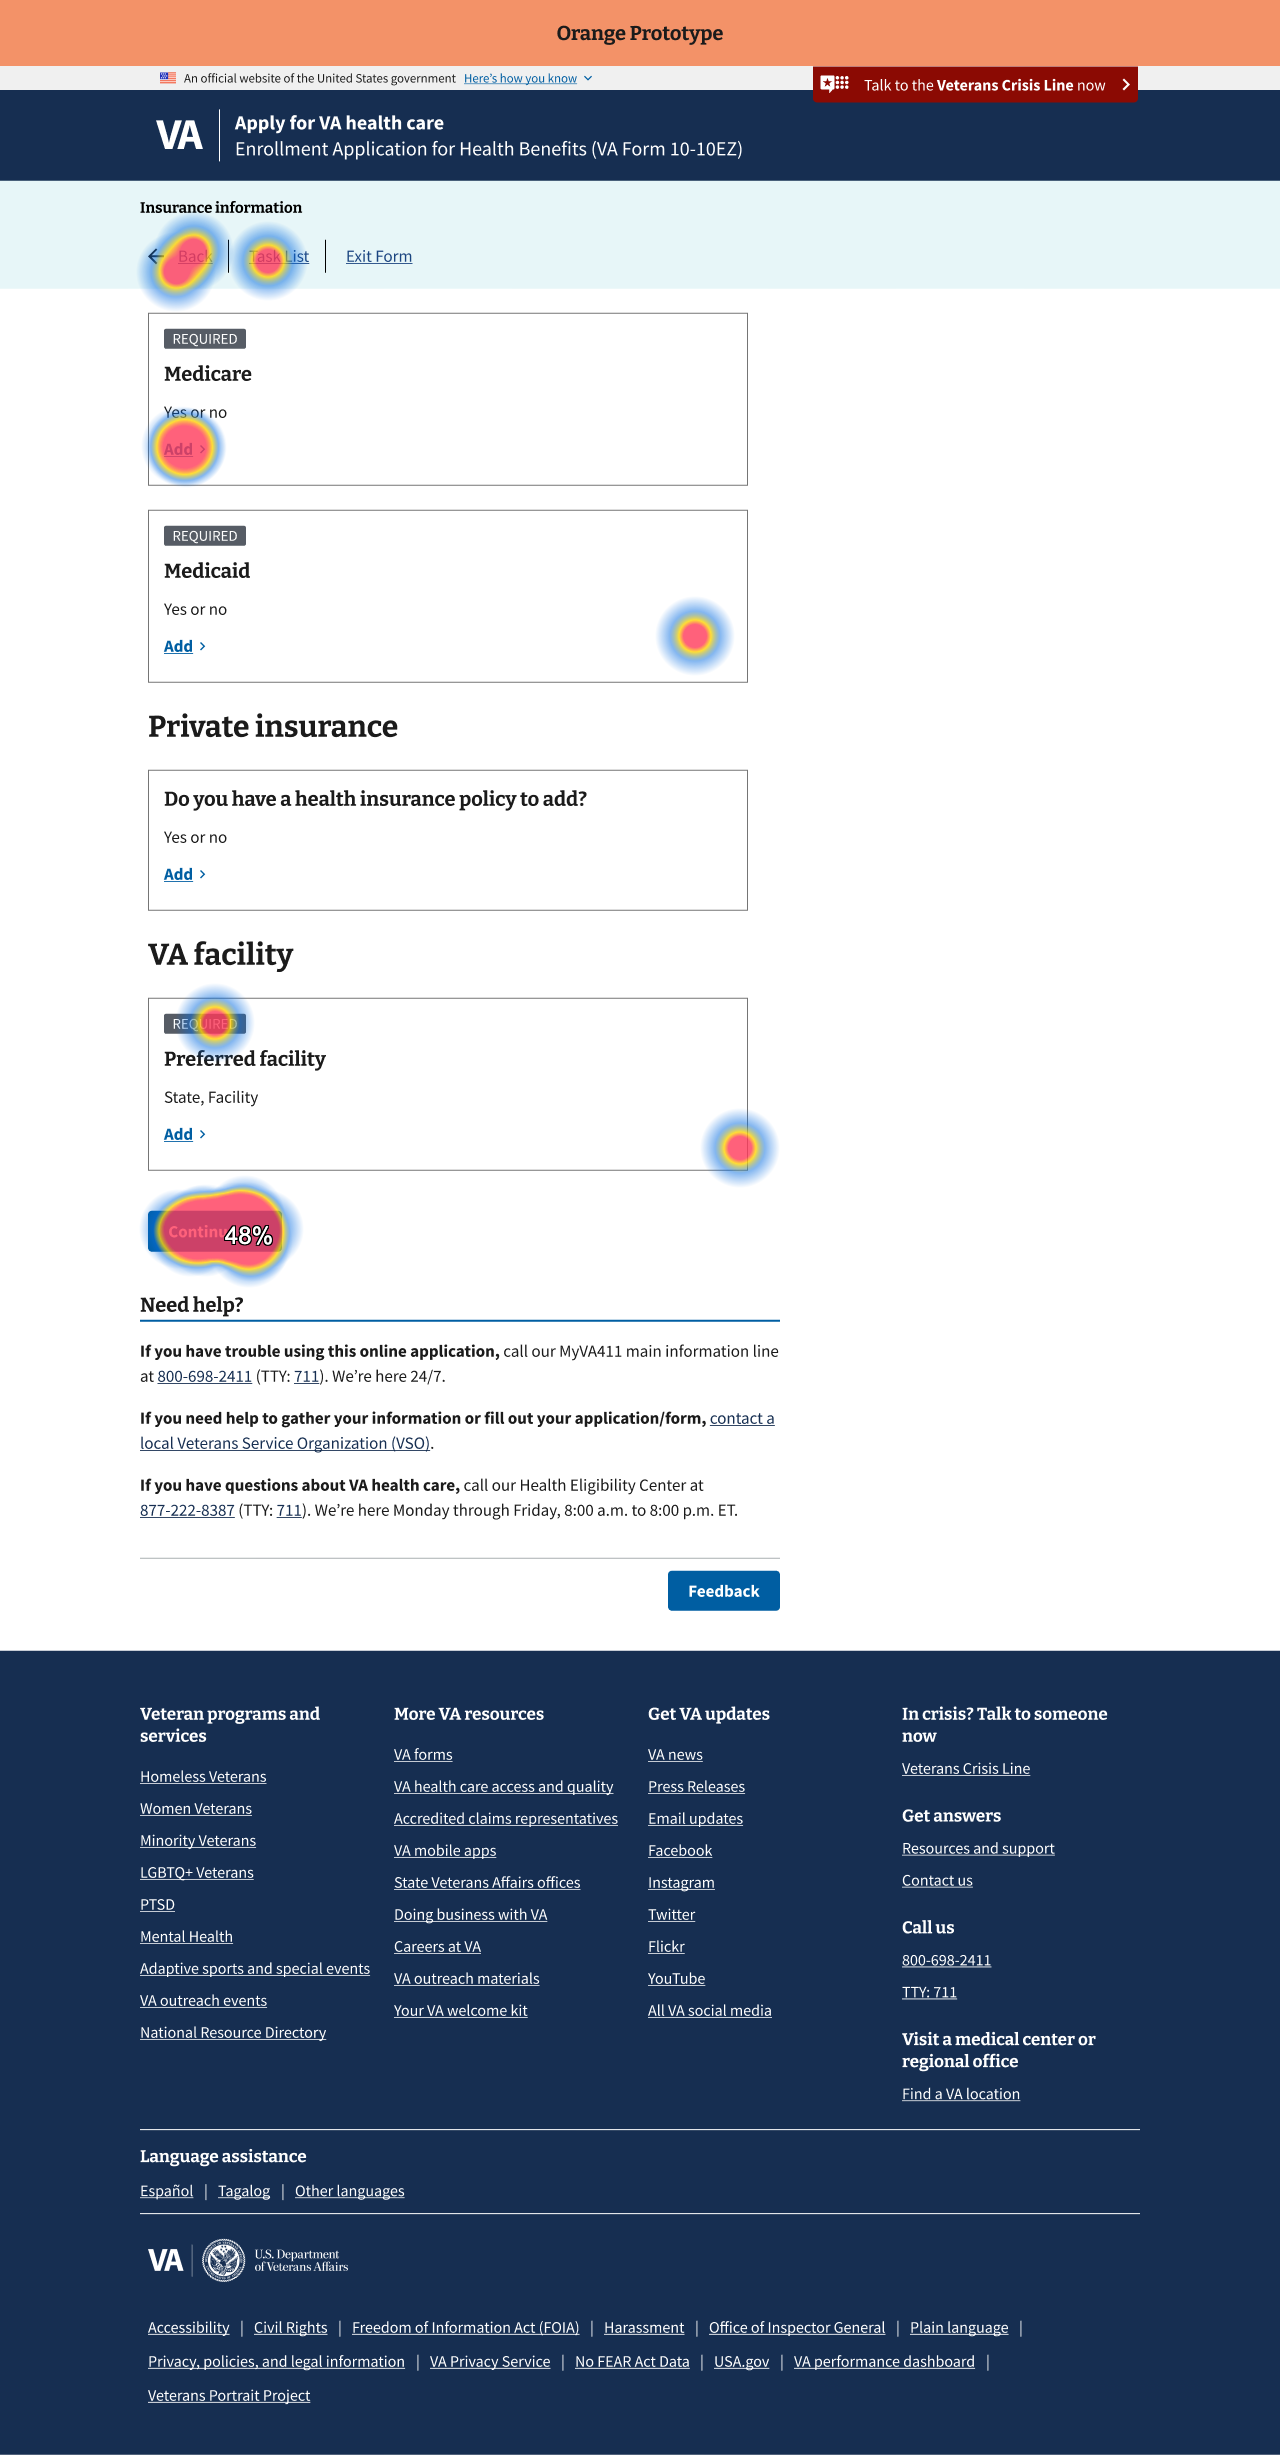 Orange Prototype
An official website of the United States government Here's how you know
Talk to the Veterans Crisis Line now
VA
Apply for VA health care
Enrollment Application for Health Benefits (VA Form 10-10EZ)
Insurance information
Back
Task List
Exit Form
REQUIRED
Medicare
Yes or no
Add
REQUIRED
Medicaid
Yes or no
Add
Private insurance
Do you have a health insurance policy to add?
Yes or no
Add
VA facility
REQUIRED
Preferred facility
State, Facility
Add
48%
Need help?
If you have trouble using this online application, call our MyVA411 main information line
at 800-698-2411 (TTY: 711). We're here 24/7.
If you need help to gather your information or fill out your application/form, contact a
local Veterans Service Organization (VSO).
If you have questions about VA health care, call our Health Eligibility Center at
877-222-8387 (TTY: 711). We're here Monday through Friday, 8:00 a.m. to 8:00 p.m. ET.
Feedback
Veteran programs and
services
Homeless Veterans
Women Veterans
Minority Veterans
LGBTQ+ Veterans
PTSD
Mental Health
Adaptive sports and special events
VA outreach events
National Resource Directory
More VA resources
VA forms
VA health care access and quality
Accredited claims representatives
VA mobile apps
State Veterans Affairs offices
Doing business with VA
Careers at VA
VA outreach materials
Your VA welcome kit
Get VA updates
VA news
Press Releases
Email updates
Facebook
Instagram
Twitter
Flickr
YouTube
All VA social media
In crisis? Talk to someone
now
Veterans Crisis Line
Get answers
Resources and support
Contact us
Call us
800-698-2411
TTY: 711
Visit a medical center or
regional office
Find a VA location
Language assistance
Español | Tagalog | Other languages
VA
U.S. Department
of Veterans Affairs
Accessibility | Civil Rights | Freedom of Information Act (FOIA) | Harassment | Office of Inspector General | Plain language |
Privacy, policies, and legal information | VA Privacy Service | No FEAR Act Data | USA.gov | VA performance dashboard |
Veterans Portrait Project